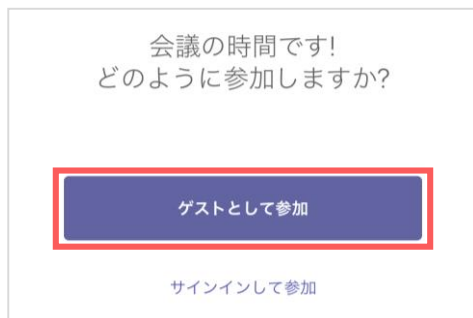 会議の時間です!
どのように参加しますか?
ゲストとして参加
サインインして参加